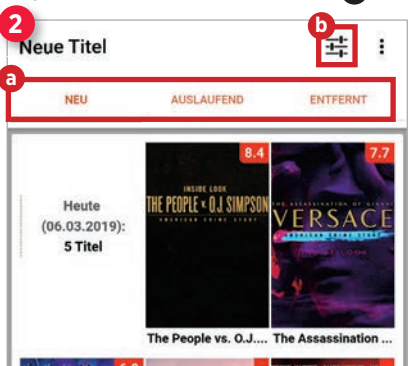 2
b
Neue Titel
a
NEU AUSLAUFEND ENTFERNT
8.4
7.7
INSIDE LOOK
THE PEOPLE v. O.J. SIMPSON
AMERICAN CRIME STORY
THE ASSASSINATION OF GIANNI
VERSACE
AMERICAN CRIME STORY
Heute
(06.03.2019):
5 Titel
The People vs. O.J.... The Assassination ...